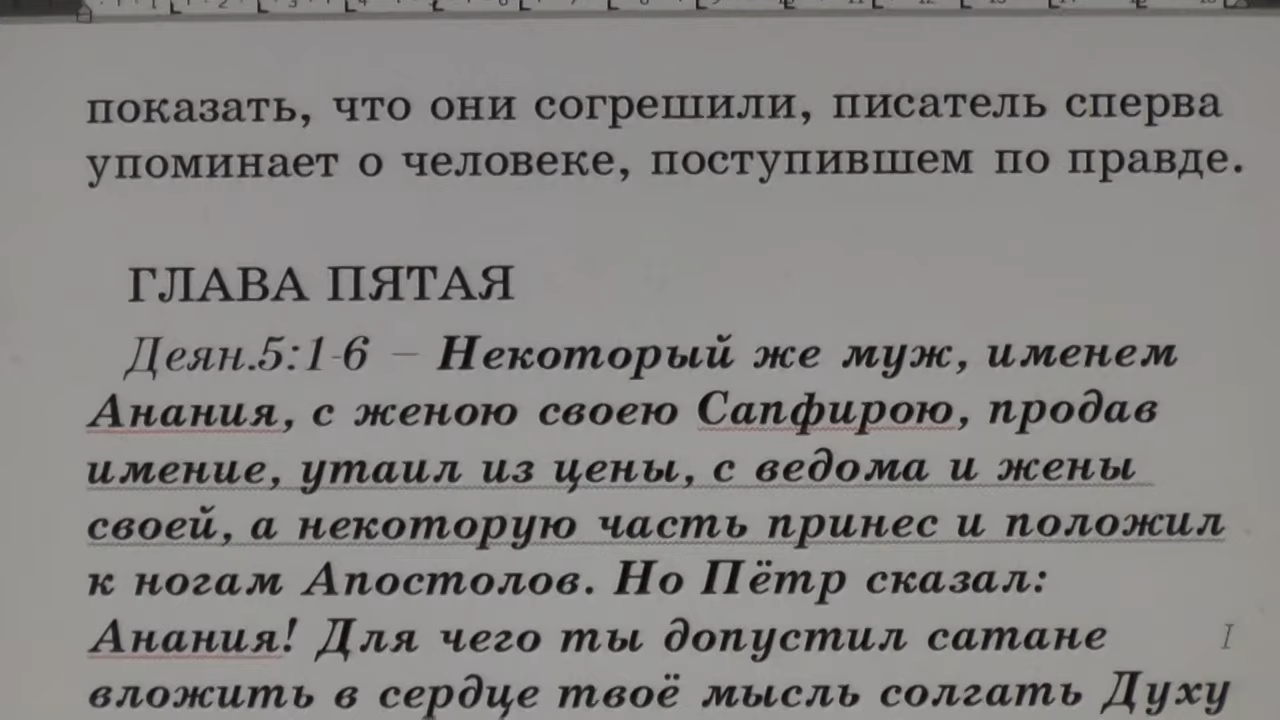 показать, что они согрешили, писатель сперва
упоминает о человеке, поступившем по правде.
ГЛАВА ПЯТАЯ
Деян.5:1-6 – Некоторый же муж, именем
Анания, с женою своею Сапфирою, продав
имение, утаил из цены, с ведома и жены
своей, а некоторую часть принес и положил
к ногам Апостолов. Но Пётр сказал:
Анания! Для чего ты допустил сатане
вложить в сердце твоё мысль солгать Духу